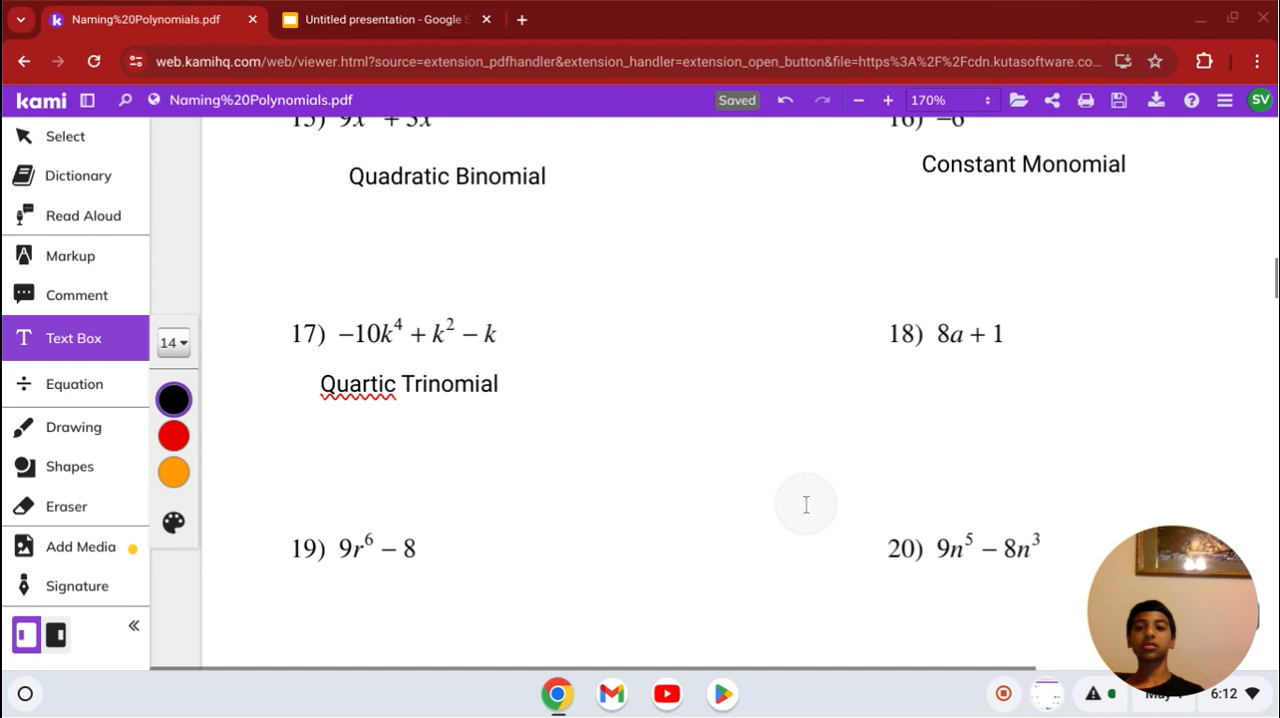 Naming%20Polynomials.pdf
Untitled presentation - Google S
web.kamihq.com/web/viewer.html?source=extension_pdfhandler&extension_handler=extension_open_button&file=https%3A%2F%2Fcdn.kutasoftware.co...
kami
Naming%20Polynomials.pdf
Saved
170%
SV
Select
Dictionary
Read Aloud
Markup
Comment
Text Box
Equation
Drawing
Shapes
Eraser
Add Media
Signature
14
16) −6
Quadratic Binomial
Constant Monomial
17) −10k⁴ + k² − k
18) 8a + 1
Quartic Trinomial
19) 9r⁶ − 8
20) 9n⁵ − 8n³
6:12